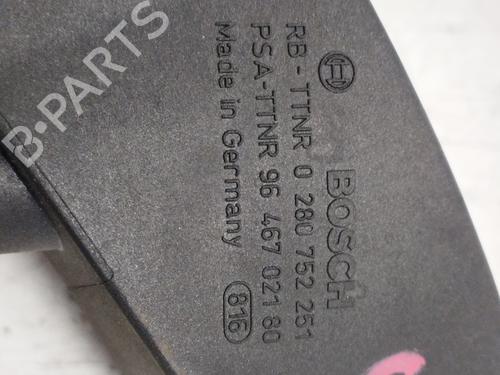 BOSCH
RB-TTNR 0 280 752 251
PSA-TTNR 96 467 021 80
Made in Germany
816
B-PARTS